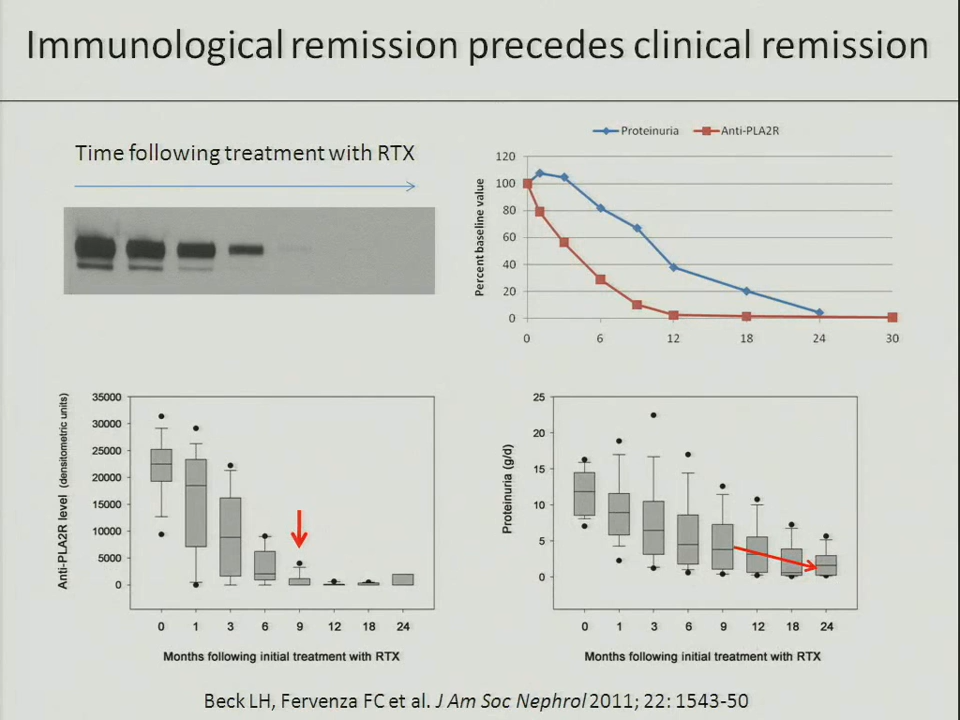 Immunological remission precedes clinical remission
Time following treatment with RTX
Proteinuria Anti-PLA2R
Percent baseline value
120
100
80
60
40
20
0
0 6 12 18 24 30
Anti-PLA2R level (densitometric units)
35000
30000
25000
20000
15000
10000
5000
0
0 1 3 6 9 12 18 24
Months following initial treatment with RTX
Proteinuria (g/d)
25
20
15
10
5
0
0 1 3 6 9 12 18 24
Months following initial treatment with RTX
Beck LH, Fervenza FC et al. J Am Soc Nephrol 2011; 22: 1543-50